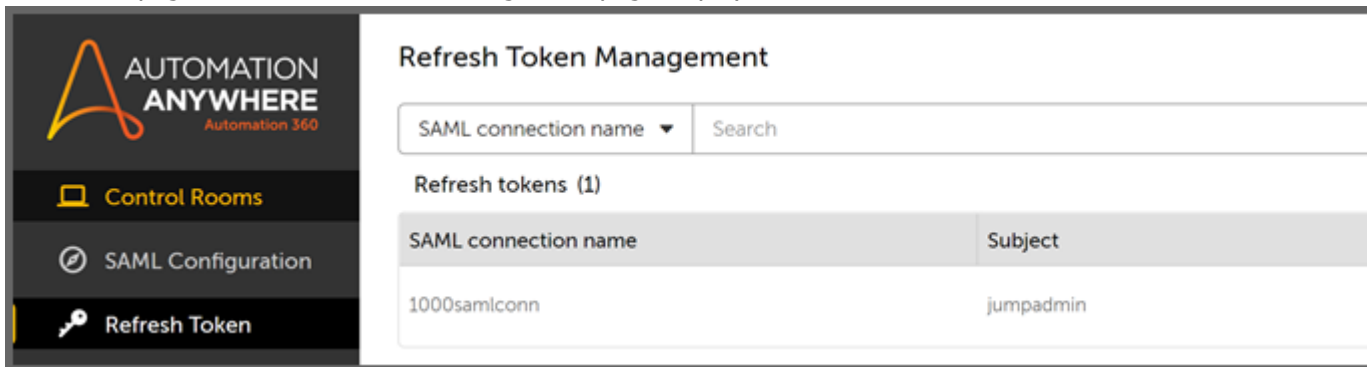 AUTOMATION
ANYWHERE
Automation 360
Control Rooms
SAML Configuration
Refresh Token
Refresh Token Management
SAML connection name Search
Refresh tokens (1)
SAML connection name Subject
1000samlconn jumpadmin